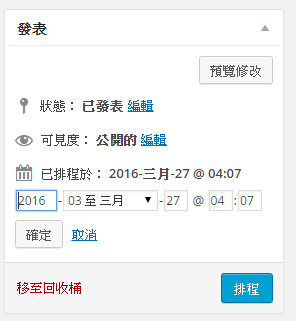 發表
預覽修改
狀態： 已發表 編輯
可見度： 公開的 編輯
已排程於： 2016-三月-27 @ 04:07
2016 - 03 至 三月 - 27 @ 04 : 07
確定 取消
移至回收桶 排程